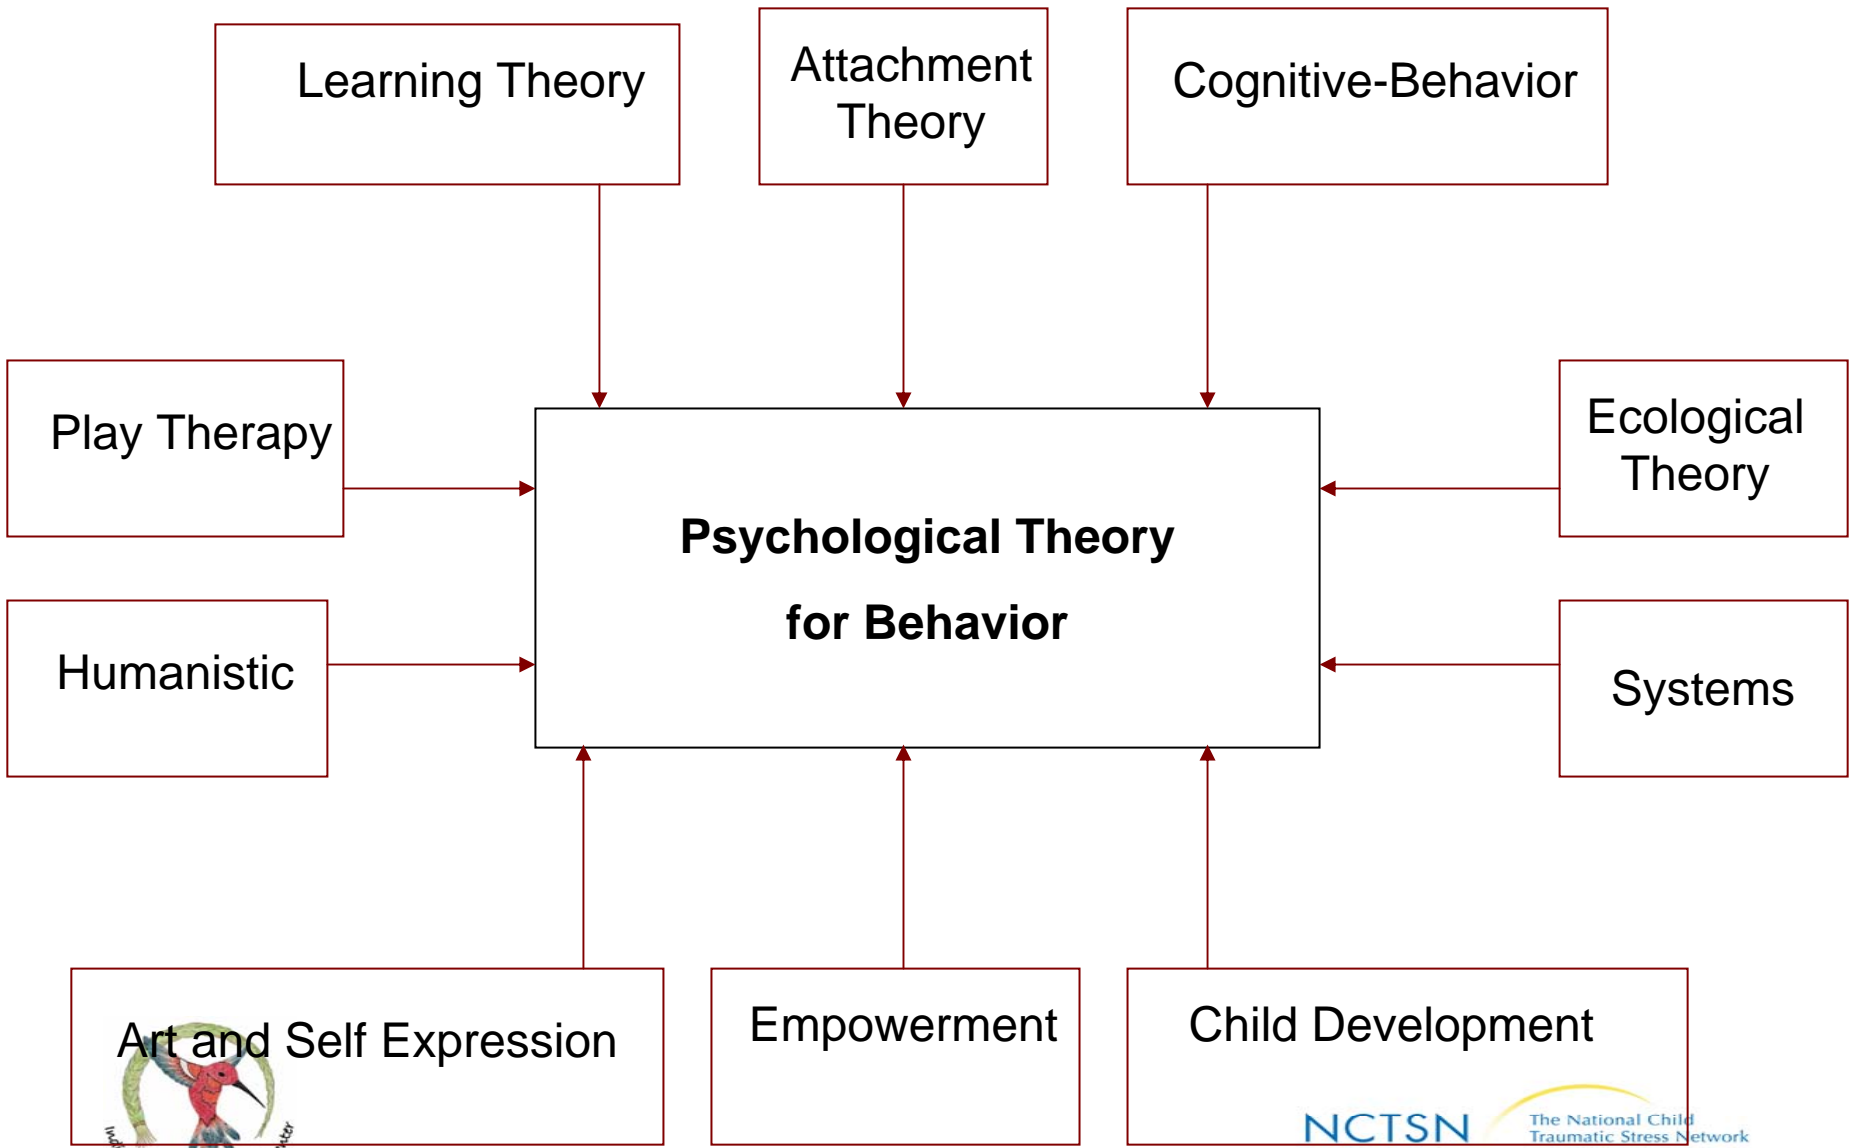 Learning Theory
Attachment
Theory
Cognitive-Behavior
Play Therapy
Ecological
Theory
Psychological Theory
for Behavior
Humanistic
Systems
Art and Self Expression
Empowerment
Child Development
NCTSN
The National Child
Traumatic Stress Network